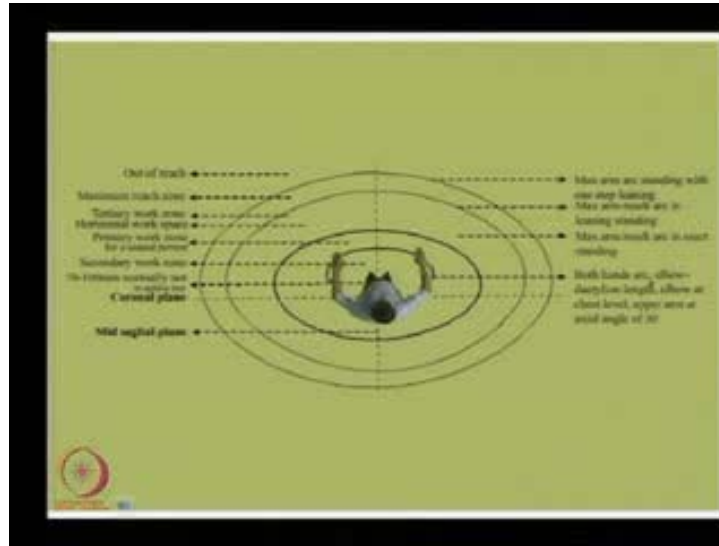 Out of reach
Maximum reach zone
Tertiary work zone
Horizontal work space
Primary work zone
for a seated person
Secondary work zone
normally not
Coronal plane
Mid sagital plane
Max arm arc standing with
one step leaning
Max arm reach arc in
leaning standing
Max arm reach arc in erect
standing
Both hands arc, elbow-
dactylion length, elbow at
chest level, upper arm at
axial angle of 30